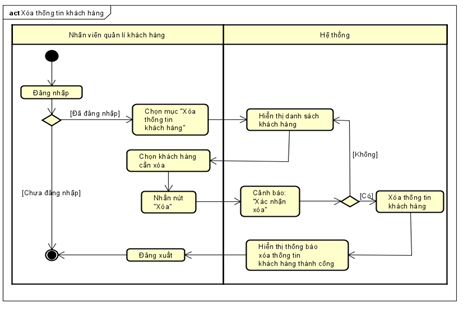 act Xóa thông tin khách hàng
Nhân viên quản lí khách hàng
Hệ thống
Đăng nhập
[Đã đăng nhập]
Chọn mục "Xóa
thông tin
khách hàng"
Hiển thị danh sách
khách hàng
[Không]
Chọn khách hàng
cần xóa
[Chưa đăng nhập]
Nhấn nút
"Xóa"
Cảnh báo:
"Xác nhận
xóa"
[Có]
Xóa thông tin
khách hàng
Đăng xuất
Hiển thị thông báo
xóa thông tin
khách hàng thành công